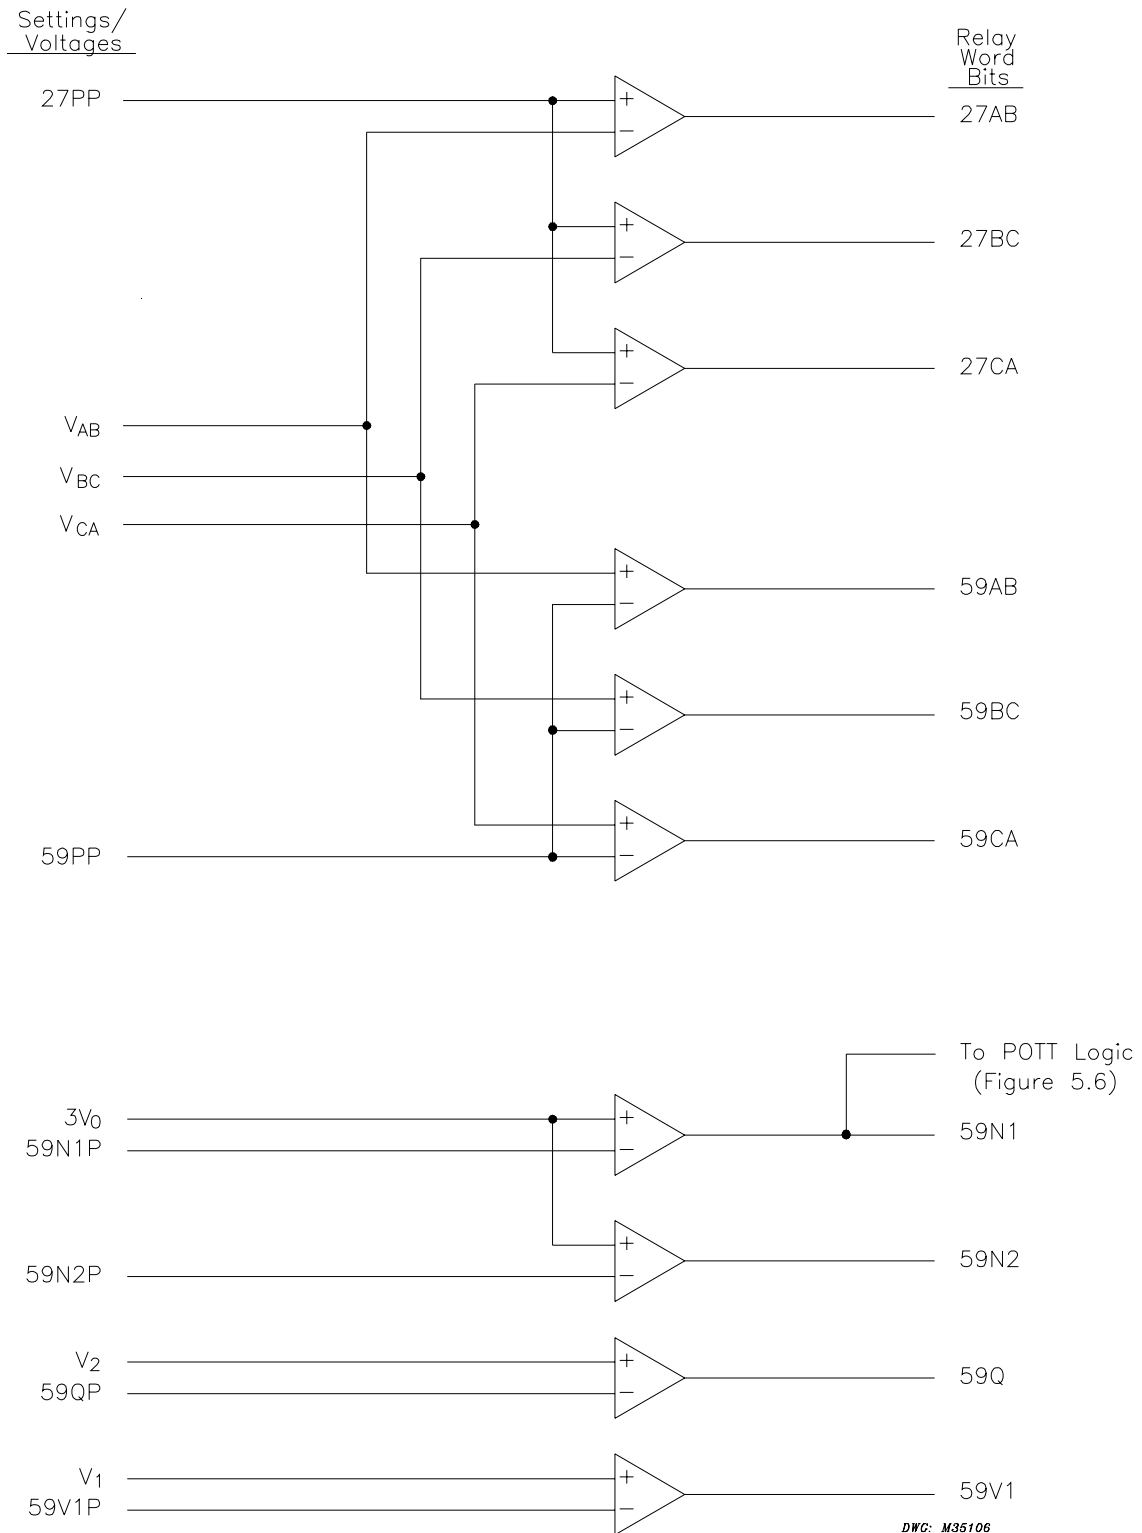 Settings/
Voltages
Relay
Word
Bits
27PP
+
−
27AB
+
−
27BC
+
−
27CA
VAB
VBC
VCA
+
−
59AB
+
−
59BC
59PP
+
−
59CA
To POTT Logic
(Figure 5.6)
3V0
59N1P
+
−
59N1
59N2P
+
−
59N2
V2
59QP
+
−
59Q
V1
59V1P
+
−
59V1
DWG: M35106